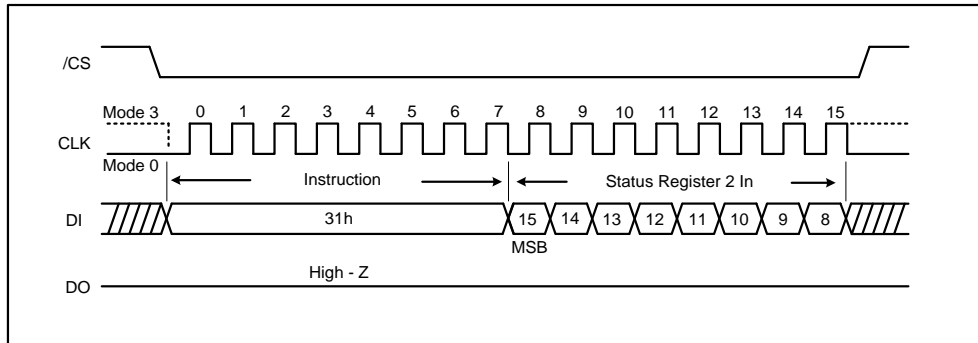 /CS
Mode 3 0 1 2 3 4 5 6 7 8 9 10 11 12 13 14 15
CLK
Mode 0
Instruction Status Register 2 In
DI 31h 15 14 13 12 11 10 9 8
MSB
High - Z
DO